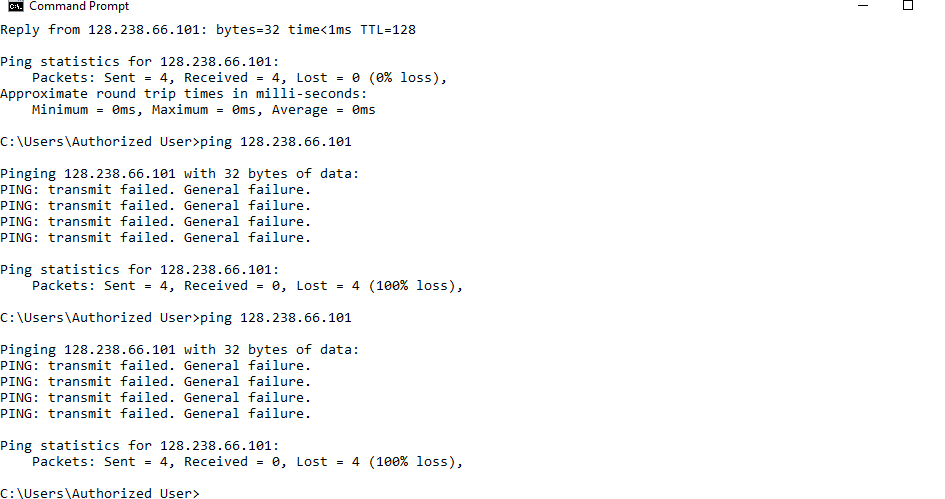 Command Prompt
Reply from 128.238.66.101: bytes=32 time<1ms TTL=128
Ping statistics for 128.238.66.101:
    Packets: Sent = 4, Received = 4, Lost = 0 (0% loss),
Approximate round trip times in milli-seconds:
    Minimum = 0ms, Maximum = 0ms, Average = 0ms
C:\Users\Authorized User>ping 128.238.66.101
Pinging 128.238.66.101 with 32 bytes of data:
PING: transmit failed. General failure.
PING: transmit failed. General failure.
PING: transmit failed. General failure.
PING: transmit failed. General failure.
Ping statistics for 128.238.66.101:
    Packets: Sent = 4, Received = 0, Lost = 4 (100% loss),
C:\Users\Authorized User>ping 128.238.66.101
Pinging 128.238.66.101 with 32 bytes of data:
PING: transmit failed. General failure.
PING: transmit failed. General failure.
PING: transmit failed. General failure.
PING: transmit failed. General failure.
Ping statistics for 128.238.66.101:
    Packets: Sent = 4, Received = 0, Lost = 4 (100% loss),
C:\Users\Authorized User>